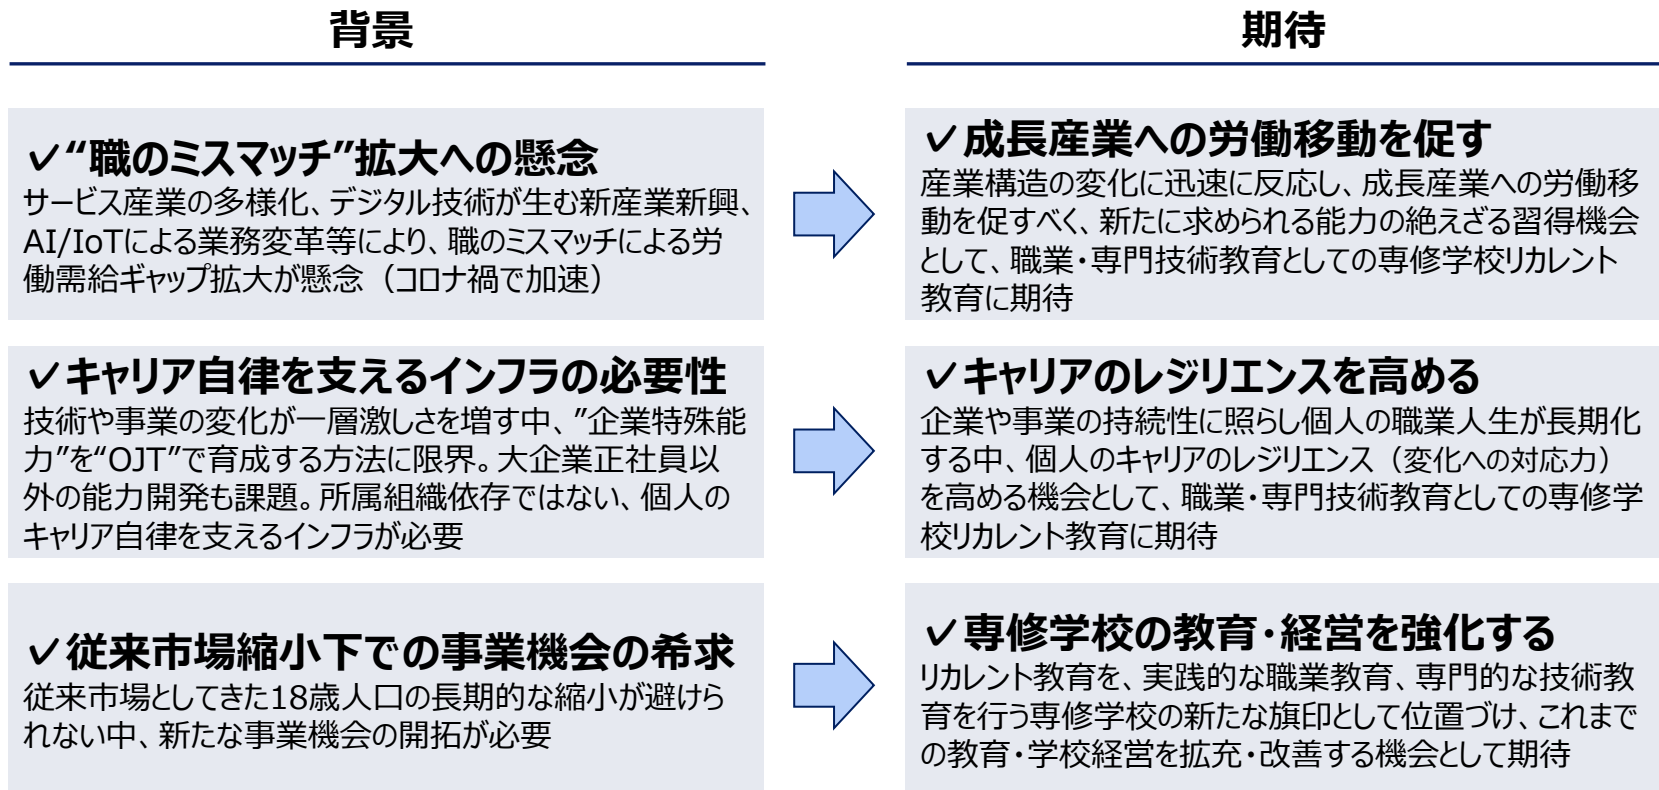 背景
期待
✓“職のミスマッチ”拡大への懸念
サービス産業の多様化、デジタル技術が生む新産業新興、
AI/IoTによる業務変革等により、職のミスマッチによる労
働需給ギャップ拡大が懸念（コロナ禍で加速）
✓成長産業への労働移動を促す
産業構造の変化に迅速に反応し、成長産業への労働移
動を促すべく、新たに求められる能力の絶えざる習得機会
として、職業・専門技術教育としての専修学校リカレント
教育に期待
✓キャリア自律を支えるインフラの必要性
技術や事業の変化が一層激しさを増す中、”企業特殊能
力”を“OJT”で育成する方法に限界。大企業正社員以
外の能力開発も課題。所属組織依存ではない、個人の
キャリア自律を支えるインフラが必要
✓キャリアのレジリエンスを高める
企業や事業の持続性に照らし個人の職業人生が長期化
する中、個人のキャリアのレジリエンス（変化への対応力）
を高める機会として、職業・専門技術教育としての専修学
校リカレント教育に期待
✓従来市場縮小下での事業機会の希求
従来市場としてきた18歳人口の長期的な縮小が避けら
れない中、新たな事業機会の開拓が必要
✓専修学校の教育・経営を強化する
リカレント教育を、実践的な職業教育、専門的な技術教
育を行う専修学校の新たな旗印として位置づけ、これまで
の教育・学校経営を拡充・改善する機会として期待